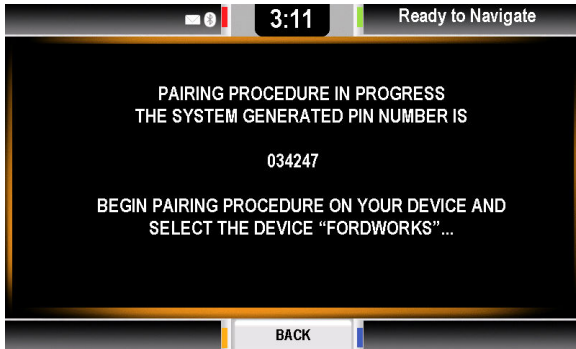 3:11
Ready to Navigate
PAIRING PROCEDURE IN PROGRESS
THE SYSTEM GENERATED PIN NUMBER IS
034247
BEGIN PAIRING PROCEDURE ON YOUR DEVICE AND
SELECT THE DEVICE “FORDWORKS”...
BACK